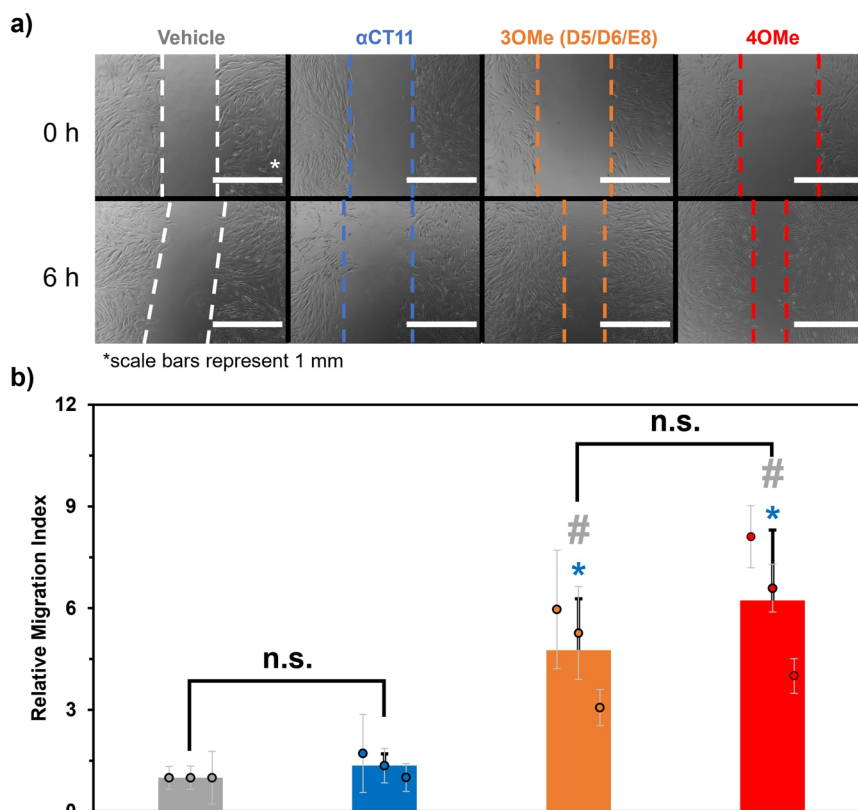 a)
Vehicle αCT11 3OMe (D5/D6/E8) 4OMe
0 h
*
6 h
*scale bars represent 1 mm
b)
12
n.s.
#
9
#
*
*
Relative Migration Index
6
n.s.
3
0